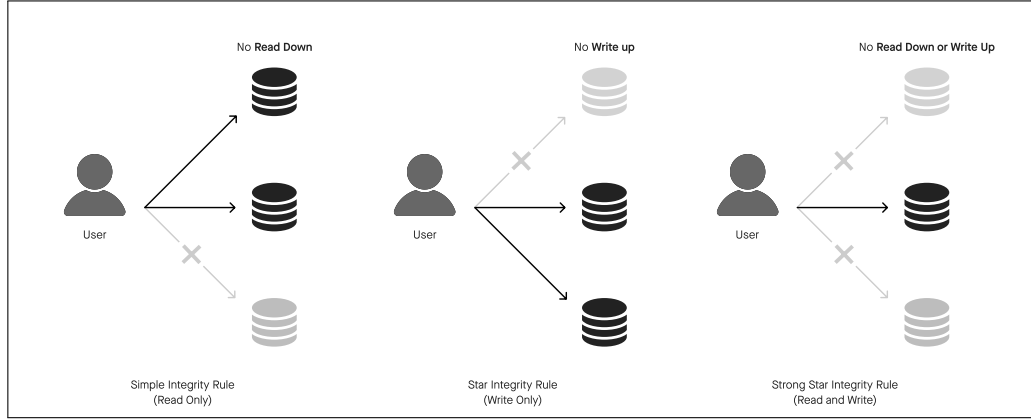 No Read Down
No Write up
No Read Down or Write Up
User
User
User
Simple Integrity Rule
(Read Only)
Star Integrity Rule
(Write Only)
Strong Star Integrity Rule
(Read and Write)